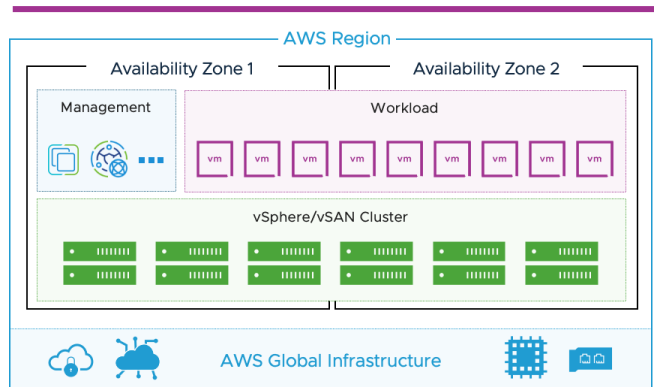 AWS Region
Availability Zone 1
Availability Zone 2
Management
Workload
vm vm vm vm vm vm vm vm vm
vSphere/vSAN Cluster
AWS Global Infrastructure